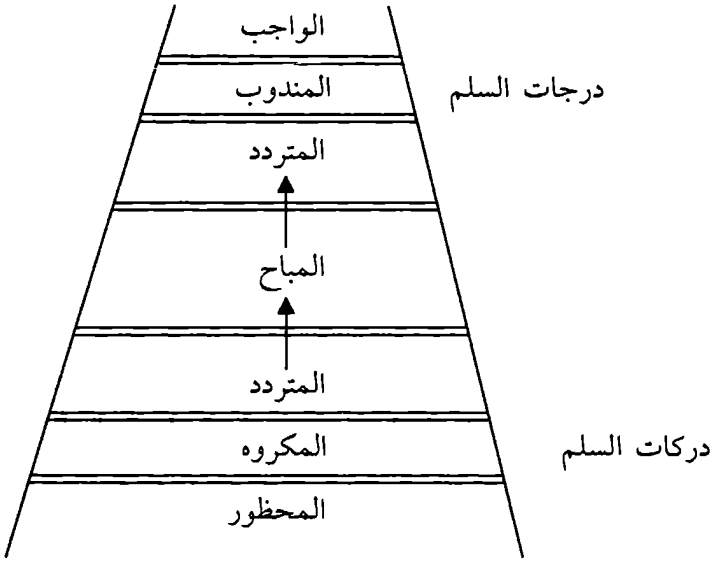 الواجب
المندوب
درجات السلم
المتردد
المباح
المتردد
المكروه
دركات السلم
المحظور